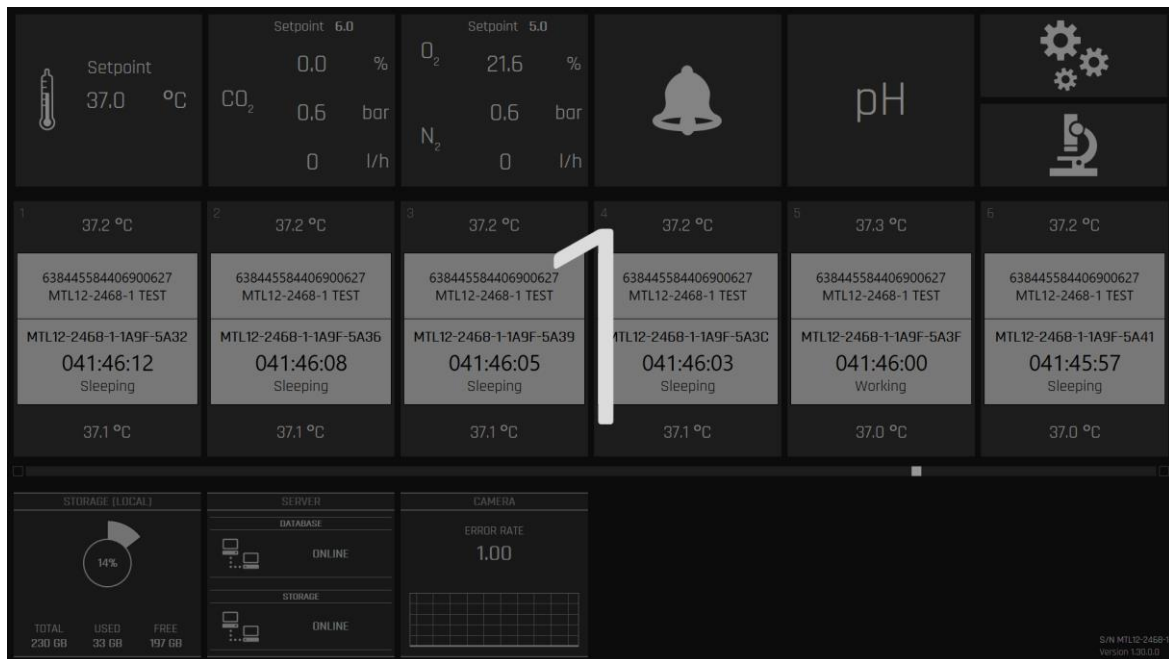 Setpoint
37.0 °C
Setpoint 6.0
CO₂
0.0 %
0.6 bar
0 l/h
Setpoint 5.0
O₂ 21.6 %
0.6 bar
N₂
0 l/h
pH
1 37.2 °C
638445584406900627
MTL12-2468-1 TEST
MTL12-2468-1-1A9F-5A32
041:46:12
Sleeping
37.1 °C
2 37.2 °C
638445584406900627
MTL12-2468-1 TEST
MTL12-2468-1-1A9F-5A36
041:46:08
Sleeping
37.1 °C
3 37.2 °C
638445584406900627
MTL12-2468-1 TEST
MTL12-2468-1-1A9F-5A39
041:46:05
Sleeping
37.1 °C
4 37.2 °C
638445584406900627
MTL12-2468-1 TEST
MTL12-2468-1-1A9F-5A3C
041:46:03
Sleeping
37.1 °C
5 37.3 °C
638445584406900627
MTL12-2468-1 TEST
MTL12-2468-1-1A9F-5A3F
041:46:00
Working
37.0 °C
6 37.2 °C
638445584406900627
MTL12-2468-1 TEST
MTL12-2468-1-1A9F-5A41
041:45:57
Sleeping
37.0 °C
1
STORAGE (LOCAL)
14%
TOTAL USED FREE
230 GB 33 GB 197 GB
SERVER
DATABASE
ONLINE
STORAGE
ONLINE
CAMERA
ERROR RATE
1.00
S/N MTL12-2468-1
Version 1.30.0.0